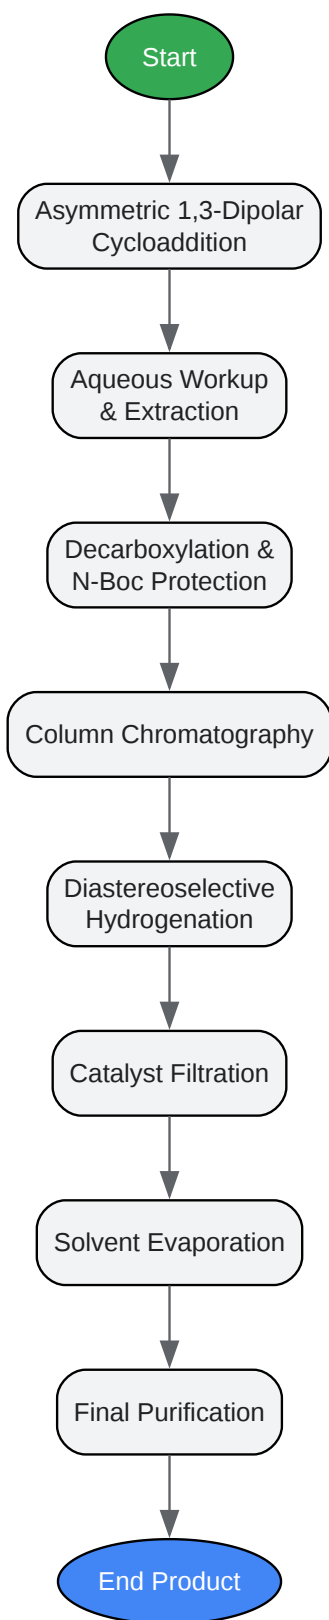 Start
Asymmetric 1,3-Dipolar
Cycloaddition
Aqueous Workup
& Extraction
Decarboxylation &
N-Boc Protection
Column Chromatography
Diastereoselective
Hydrogenation
Catalyst Filtration
Solvent Evaporation
Final Purification
End Product